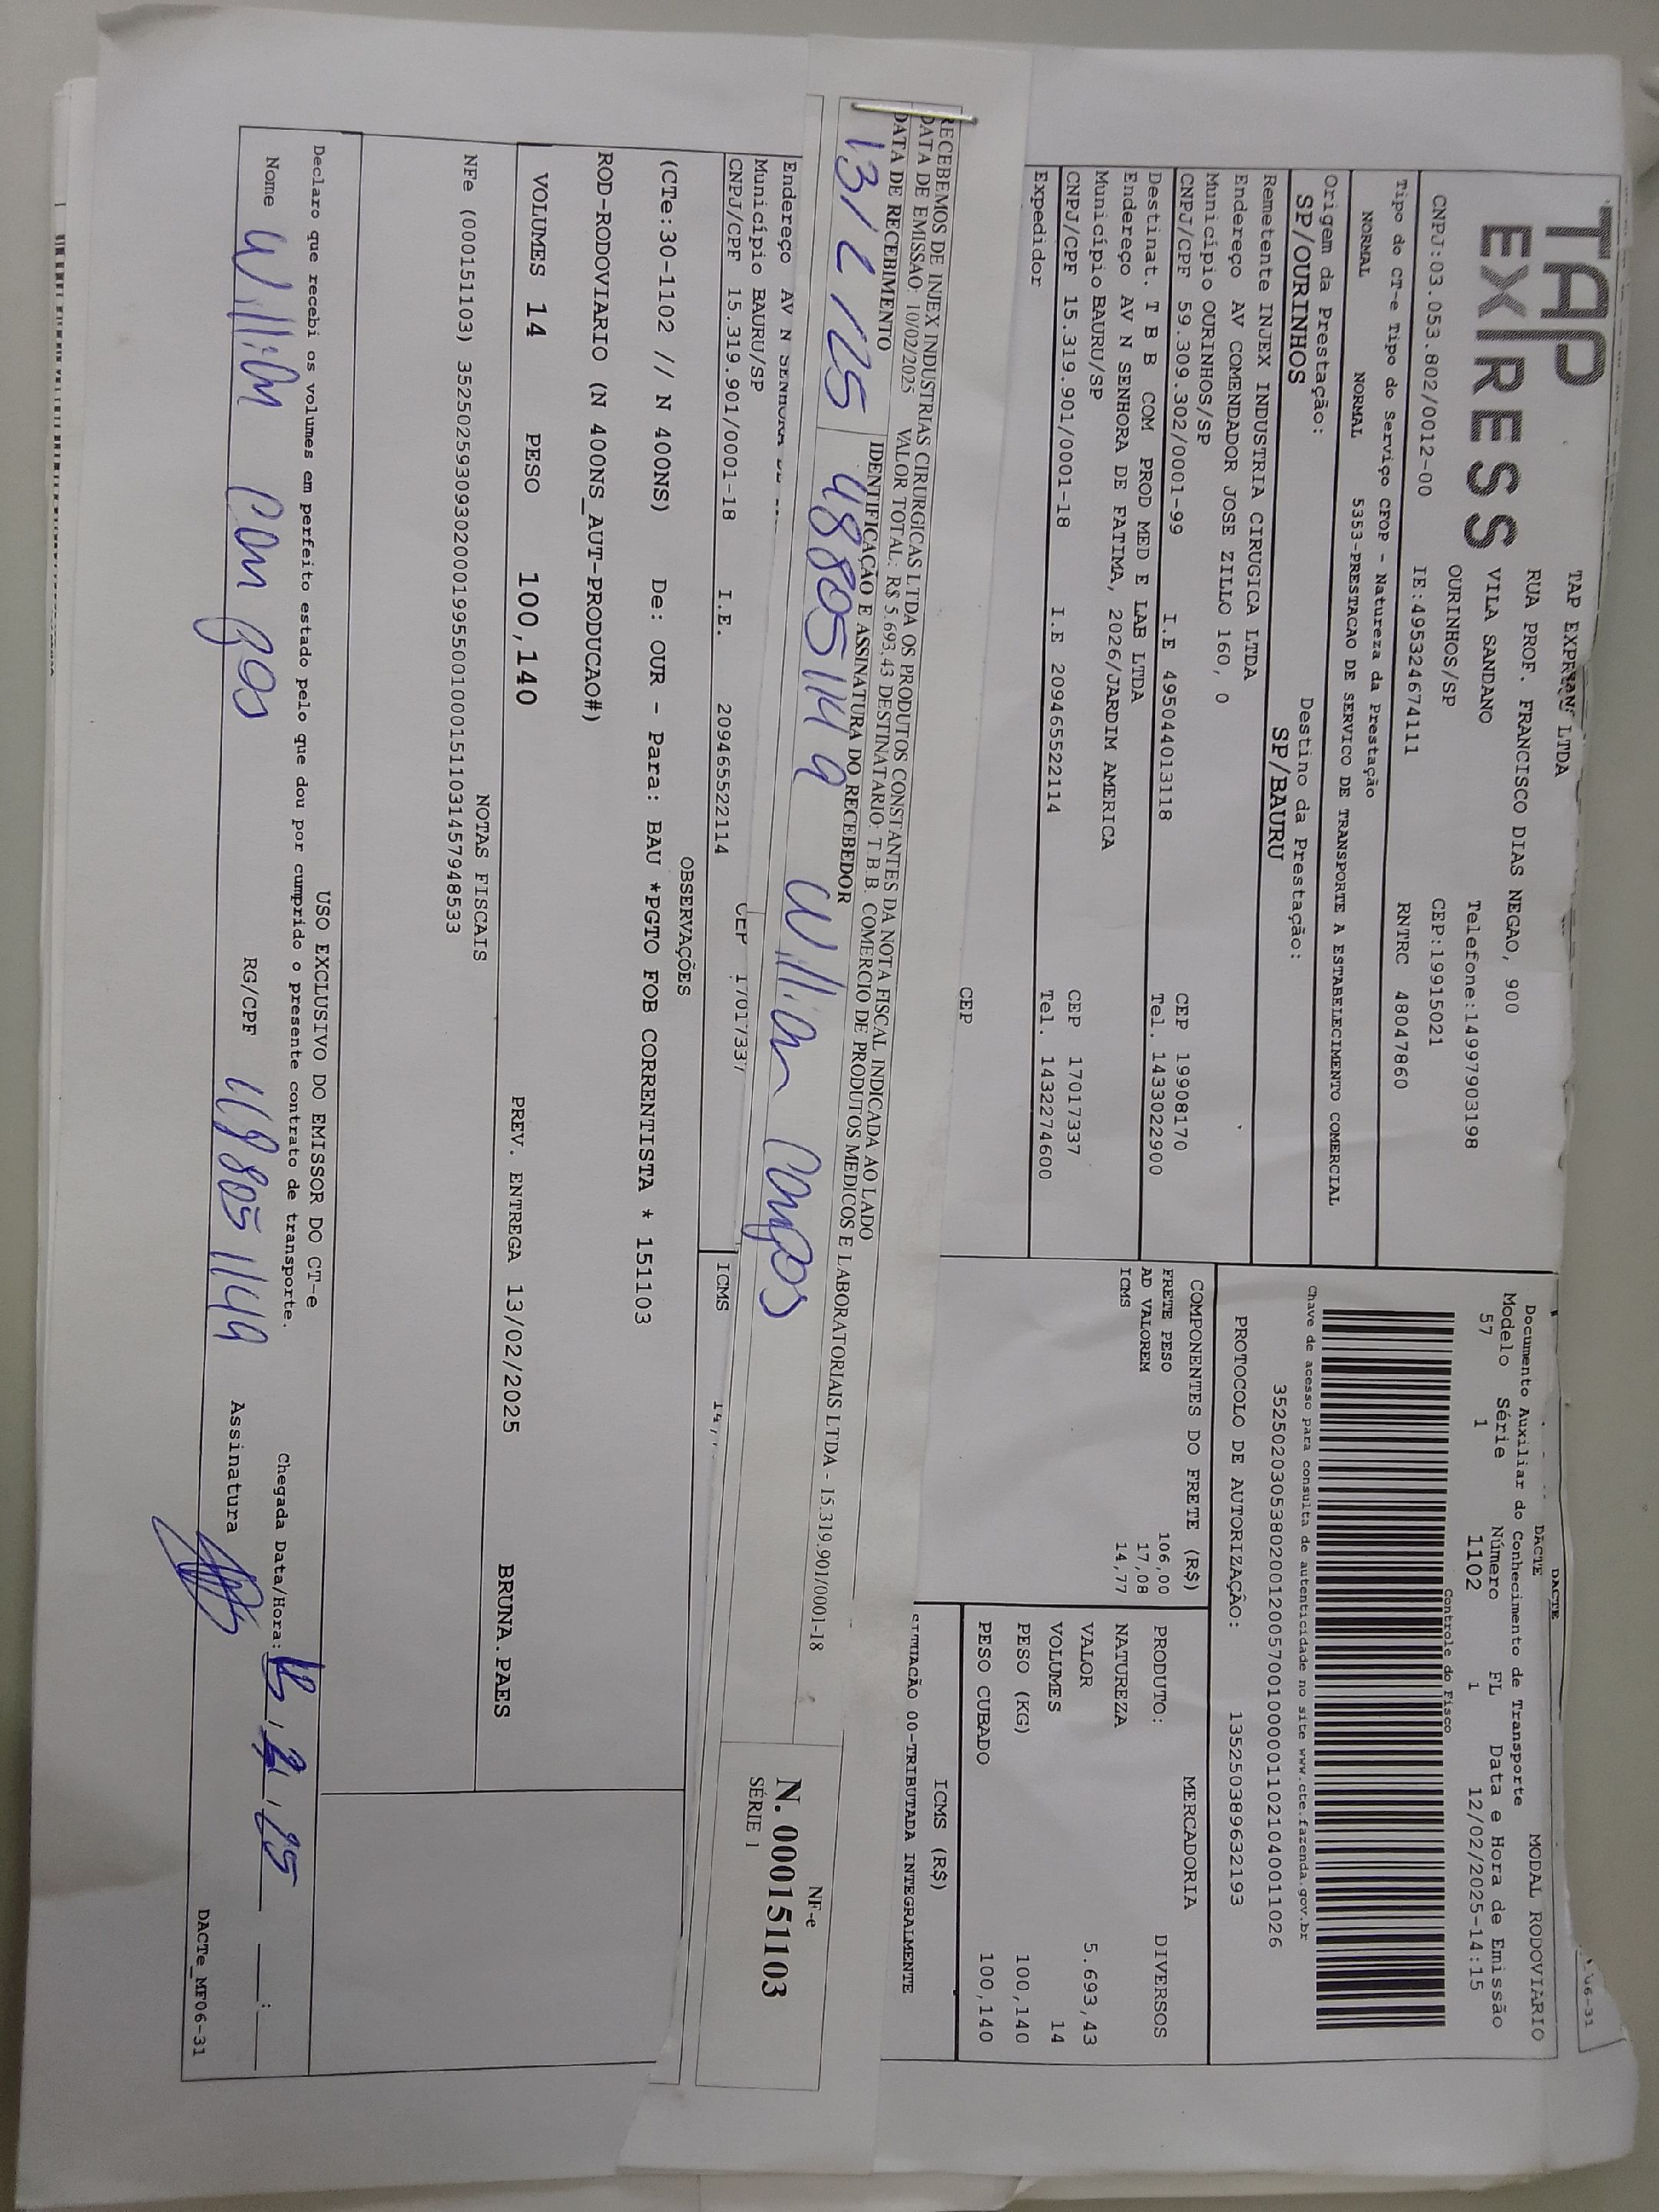 TAP
EXPRESS
TAP EXPRESS LTDA
RUA PROF. FRANCISCO DIAS NEGAO, 900
VILA SANDANO Telefone:14997903198
OURINHOS/SP CEP:19915021
CNPJ:03.053.802/0012-00 IE:495324674111 RNTRC 48047860
Tipo do CT-e Tipo do Serviço CFOP - Natureza da Prestação
NORMAL NORMAL 5353-PRESTACAO DE SERVICO DE TRANSPORTE A ESTABELECIMENTO COMERCIAL
Origem da Prestação: Destino da Prestação:
SP/OURINHOS SP/BAURU
Remetente INJEX INDUSTRIA CIRUGICA LTDA
Endereço AV COMENDADOR JOSE ZILLO 160, 0
Município OURINHOS/SP CEP 19908170
CNPJ/CPF 59.309.302/0001-99 I.E 495044013118 Tel. 1433022900
Destinat. T B B COM PROD MED E LAB LTDA
Endereço AV N SENHORA DE FATIMA, 2026/JARDIM AMERICA
Município BAURU/SP CEP 17017337
CNPJ/CPF 15.319.901/0001-18 I.E 209465522114 Tel. 1432274600
Expedidor
CEP
06-31
DACTE
DACTE MODAL RODOVIARIO
Documento Auxiliar do Conhecimento de Transporte
Modelo Série Número FL Data e Hora de Emissão
57 1 1102 1 12/02/2025-14:15
Controle do Fisco
Chave de acesso para consulta de autenticidade no site www.cte.fazenda.gov.br
35250203053802001200570010000011021040011026
PROTOCOLO DE AUTORIZAÇÃO: 135250389632193
COMPONENTES DO FRETE (R$)
FRETE PESO 106,00
AD VALOREM 17,08
ICMS 14,77
MERCADORIA
PRODUTO: DIVERSOS
NATUREZA
VALOR 5.693,43
VOLUMES 14
PESO (KG) 100,140
PESO CUBADO 100,140
ICMS (R$)
SITUAÇÃO 00-TRIBUTADA INTEGRALMENTE
RECEBEMOS DE INJEX INDUSTRIAS CIRURGICAS LTDA OS PRODUTOS CONSTANTES DA NOTA FISCAL INDICADA AO LADO
DATA DE EMISSÃO: 10/02/2025 VALOR TOTAL: R$ 5.693,43 DESTINATÁRIO: T.B.B. COMERCIO DE PRODUTOS MEDICOS E LABORATORIAIS LTDA - 15.319.901/0001-18
DATA DE RECEBIMENTO IDENTIFICAÇÃO E ASSINATURA DO RECEBEDOR
13/2/25 488051149 Willian Campos
NF-e
N. 000151103
SÉRIE 1
Endereço AV N SENHORA DE
Município BAURU/SP CEP 17017337
CNPJ/CPF 15.319.901/0001-18 I.E. 209465522114
ICMS
OBSERVAÇÕES
(CTe:30-1102 // N 400NS) De: OUR - Para: BAU *PGTO FOB CORRENTISTA * 151103
ROD-RODOVIARIO (N 400NS_AUT-PRODUCAO#)
VOLUMES 14 PESO 100,140 PREV. ENTREGA 13/02/2025 BRUNA.PAES
NOTAS FISCAIS
NFe (000151103) 35250259309302000199550010001511031457948533
USO EXCLUSIVO DO EMISSOR DO CT-e
Declaro que recebi os volumes em perfeito estado pelo que dou por cumprido o presente contrato de transporte.
Chegada Data/Hora: 13 / 2 / 25 __:__
Nome Willian Campos RG/CPF 488051149 Assinatura
DACTe_MF06-31